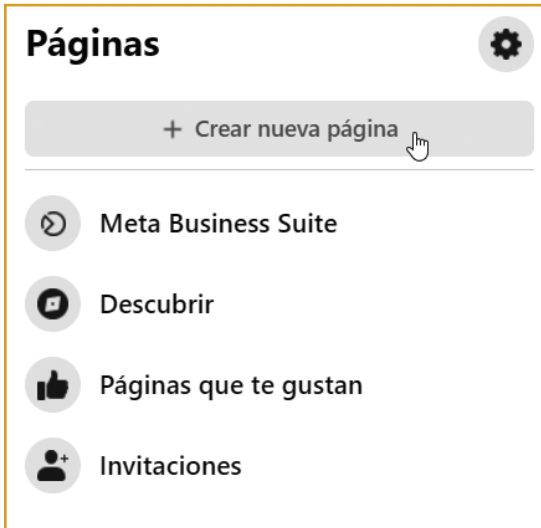 Páginas
+ Crear nueva página
Meta Business Suite
Descubrir
Páginas que te gustan
Invitaciones